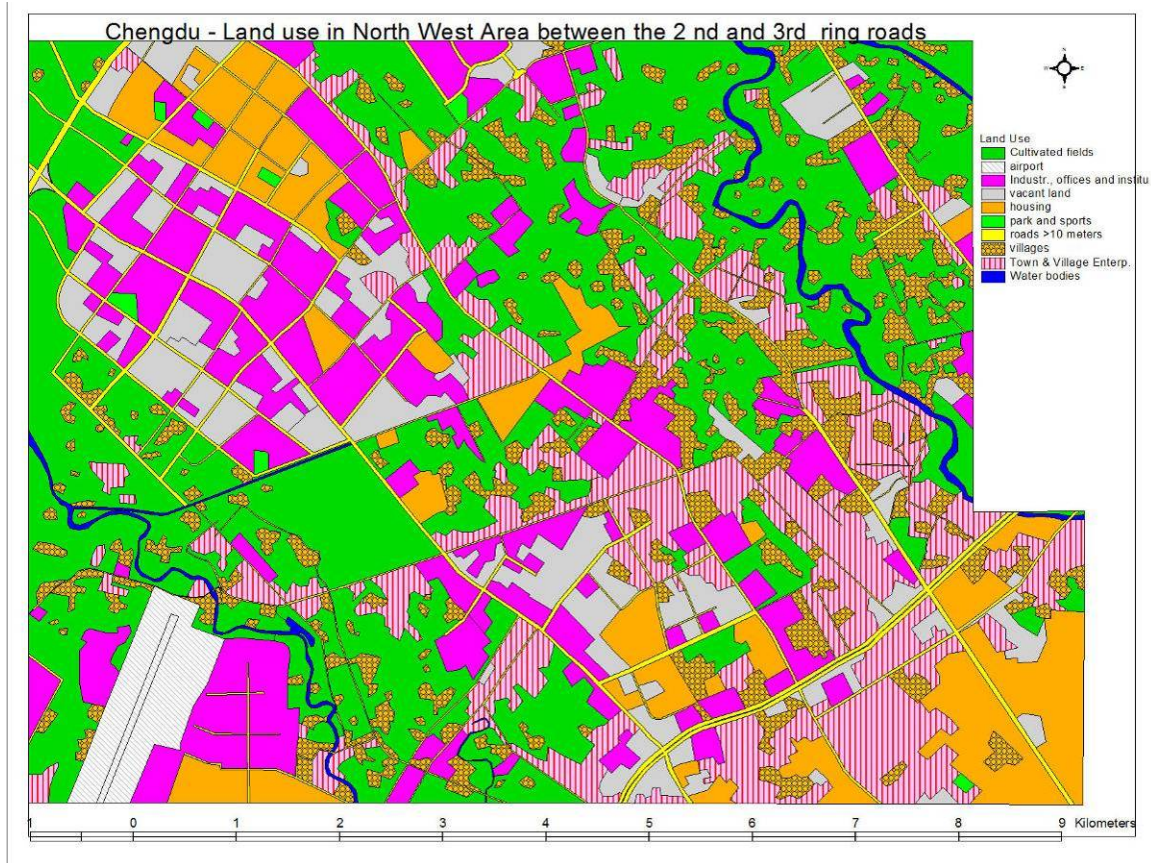 Chengdu - Land use in North West Area between the 2 nd and 3rd ring roads
N
W E
S
Land Use
Cultivated fields
airport
Industr., offices and institu
vacant land
housing
park and sports
roads >10 meters
villages
Town & Village Enterp.
Water bodies
1 0 1 2 3 4 5 6 7 8 9 Kilometers